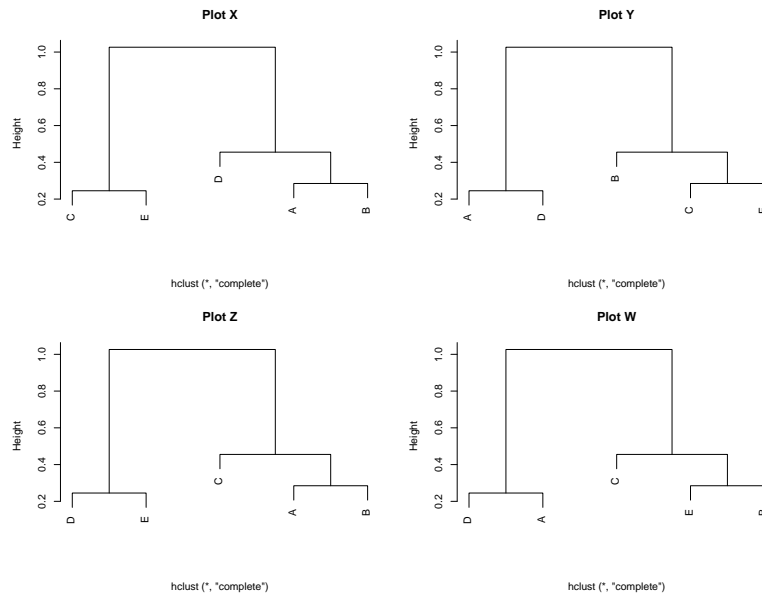 Plot X
Height
0.2 0.4 0.6 0.8 1.0
C E D A B
hclust (*, "complete")
Plot Y
Height
0.2 0.4 0.6 0.8 1.0
A D B C
hclust (*, "complete")
Plot Z
Height
0.2 0.4 0.6 0.8 1.0
D E C A B
hclust (*, "complete")
Plot W
Height
0.2 0.4 0.6 0.8 1.0
D A C E
hclust (*, "complete")